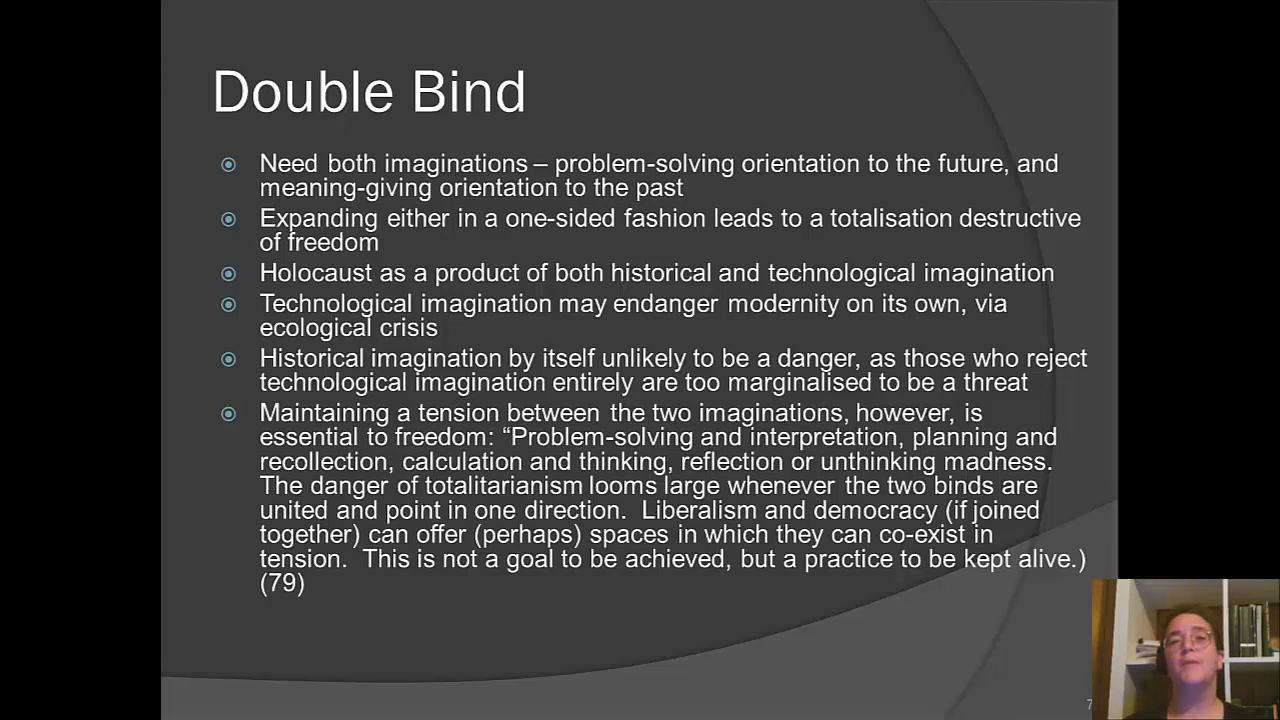 Double Bind
Need both imaginations – problem-solving orientation to the future, and
meaning-giving orientation to the past
Expanding either in a one-sided fashion leads to a totalisation destructive
of freedom
Holocaust as a product of both historical and technological imagination
Technological imagination may endanger modernity on its own, via
ecological crisis
Historical imagination by itself unlikely to be a danger, as those who reject
technological imagination entirely are too marginalised to be a threat
Maintaining a tension between the two imaginations, however, is
essential to freedom: “Problem-solving and interpretation, planning and
recollection, calculation and thinking, reflection or unthinking madness.
The danger of totalitarianism looms large whenever the two binds are
united and point in one direction.  Liberalism and democracy (if joined
together) can offer (perhaps) spaces in which they can co-exist in
tension.  This is not a goal to be achieved, but a practice to be kept alive.)
(79)
7